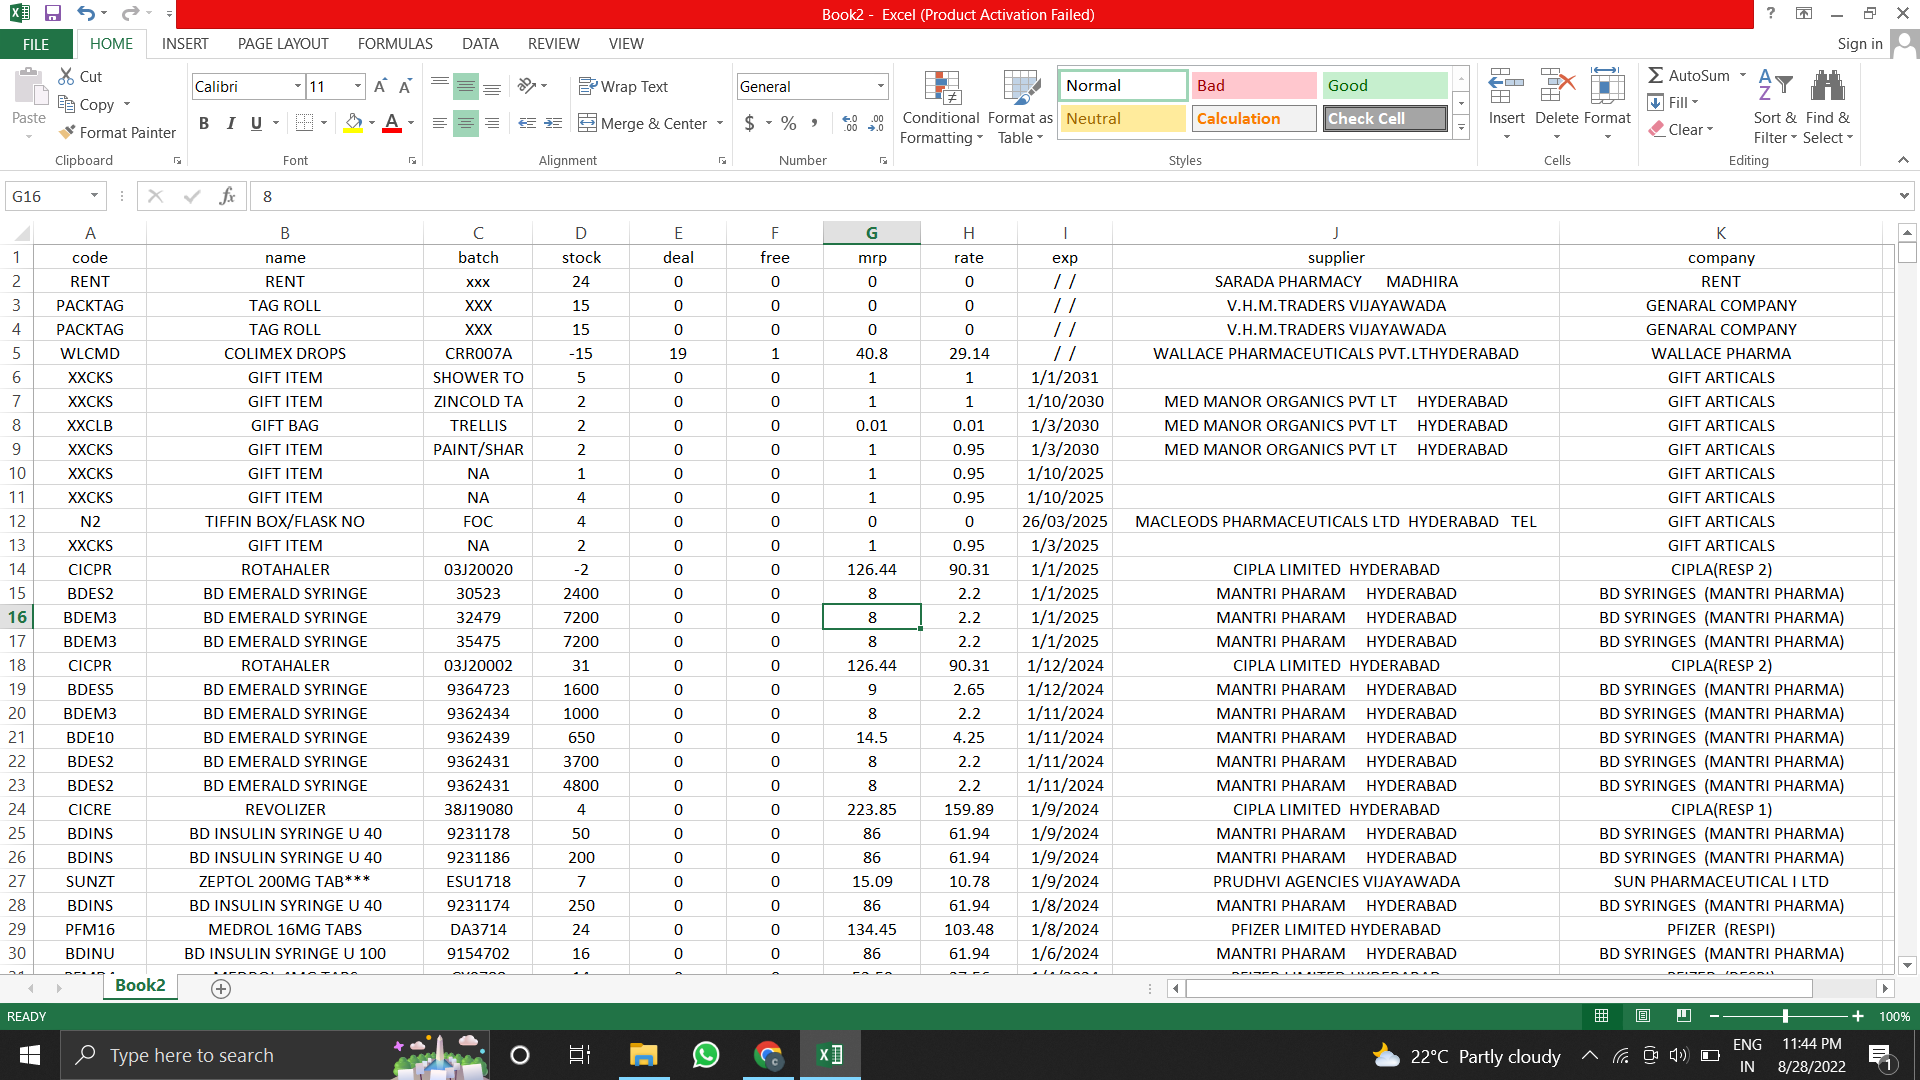 Book2 - Excel (Product Activation Failed)
FILE HOME INSERT PAGE LAYOUT FORMULAS DATA REVIEW VIEW Sign in
Paste Cut Copy Format Painter Clipboard
Calibri 11 B I U Font
Wrap Text Merge & Center Alignment
General $ % , Number
Conditional Formatting Format as Table Normal Bad Good Neutral Calculation Check Cell Styles
Insert Delete Format Cells
AutoSum Fill Clear Sort & Filter Find & Select Editing
G16 fx 8
A B C D E F G H I J K
1 code name batch stock deal free mrp rate exp supplier company
2 RENT RENT xxx 24 0 0 0 0 / / SARADA PHARMACY MADHIRA RENT
3 PACKTAG TAG ROLL XXX 15 0 0 0 0 / / V.H.M.TRADERS VIJAYAWADA GENARAL COMPANY
4 PACKTAG TAG ROLL XXX 15 0 0 0 0 / / V.H.M.TRADERS VIJAYAWADA GENARAL COMPANY
5 WLCMD COLIMEX DROPS CRR007A -15 19 1 40.8 29.14 / / WALLACE PHARMACEUTICALS PVT.LTHYDERABAD WALLACE PHARMA
6 XXCKS GIFT ITEM SHOWER TO 5 0 0 1 1 1/1/2031 GIFT ARTICALS
7 XXCKS GIFT ITEM ZINCOLD TA 2 0 0 1 1 1/10/2030 MED MANOR ORGANICS PVT LT HYDERABAD GIFT ARTICALS
8 XXCLB GIFT BAG TRELLIS 2 0 0 0.01 0.01 1/3/2030 MED MANOR ORGANICS PVT LT HYDERABAD GIFT ARTICALS
9 XXCKS GIFT ITEM PAINT/SHAR 2 0 0 1 0.95 1/3/2030 MED MANOR ORGANICS PVT LT HYDERABAD GIFT ARTICALS
10 XXCKS GIFT ITEM NA 1 0 0 1 0.95 1/10/2025 GIFT ARTICALS
11 XXCKS GIFT ITEM NA 4 0 0 1 0.95 1/10/2025 GIFT ARTICALS
12 N2 TIFFIN BOX/FLASK NO FOC 4 0 0 0 0 26/03/2025 MACLEODS PHARMACEUTICALS LTD HYDERABAD TEL GIFT ARTICALS
13 XXCKS GIFT ITEM NA 2 0 0 1 0.95 1/3/2025 GIFT ARTICALS
14 CICPR ROTAHALER 03J20020 -2 0 0 126.44 90.31 1/1/2025 CIPLA LIMITED HYDERABAD CIPLA(RESP 2)
15 BDES2 BD EMERALD SYRINGE 30523 2400 0 0 8 2.2 1/1/2025 MANTRI PHARAM HYDERABAD BD SYRINGES (MANTRI PHARMA)
16 BDEM3 BD EMERALD SYRINGE 32479 7200 0 0 8 2.2 1/1/2025 MANTRI PHARAM HYDERABAD BD SYRINGES (MANTRI PHARMA)
17 BDEM3 BD EMERALD SYRINGE 35475 7200 0 0 8 2.2 1/1/2025 MANTRI PHARAM HYDERABAD BD SYRINGES (MANTRI PHARMA)
18 CICPR ROTAHALER 03J20002 31 0 0 126.44 90.31 1/12/2024 CIPLA LIMITED HYDERABAD CIPLA(RESP 2)
19 BDES5 BD EMERALD SYRINGE 9364723 1600 0 0 9 2.65 1/12/2024 MANTRI PHARAM HYDERABAD BD SYRINGES (MANTRI PHARMA)
20 BDEM3 BD EMERALD SYRINGE 9362434 1000 0 0 8 2.2 1/11/2024 MANTRI PHARAM HYDERABAD BD SYRINGES (MANTRI PHARMA)
21 BDE10 BD EMERALD SYRINGE 9362439 650 0 0 14.5 4.25 1/11/2024 MANTRI PHARAM HYDERABAD BD SYRINGES (MANTRI PHARMA)
22 BDES2 BD EMERALD SYRINGE 9362431 3700 0 0 8 2.2 1/11/2024 MANTRI PHARAM HYDERABAD BD SYRINGES (MANTRI PHARMA)
23 BDES2 BD EMERALD SYRINGE 9362431 4800 0 0 8 2.2 1/11/2024 MANTRI PHARAM HYDERABAD BD SYRINGES (MANTRI PHARMA)
24 CICRE REVOLIZER 38J19080 4 0 0 223.85 159.89 1/9/2024 CIPLA LIMITED HYDERABAD CIPLA(RESP 1)
25 BDINS BD INSULIN SYRINGE U 40 9231178 50 0 0 86 61.94 1/9/2024 MANTRI PHARAM HYDERABAD BD SYRINGES (MANTRI PHARMA)
26 BDINS BD INSULIN SYRINGE U 40 9231186 200 0 0 86 61.94 1/9/2024 MANTRI PHARAM HYDERABAD BD SYRINGES (MANTRI PHARMA)
27 SUNZT ZEPTOL 200MG TAB*** ESU1718 7 0 0 15.09 10.78 1/9/2024 PRUDHVI AGENCIES VIJAYAWADA SUN PHARMACEUTICAL I LTD
28 BDINS BD INSULIN SYRINGE U 40 9231174 250 0 0 86 61.94 1/8/2024 MANTRI PHARAM HYDERABAD BD SYRINGES (MANTRI PHARMA)
29 PFM16 MEDROL 16MG TABS DA3714 24 0 0 134.45 103.48 1/8/2024 PFIZER LIMITED HYDERABAD PFIZER (RESPI)
30 BDINU BD INSULIN SYRINGE U 100 9154702 16 0 0 86 61.94 1/6/2024 MANTRI PHARAM HYDERABAD BD SYRINGES (MANTRI PHARMA)
Book2
READY 100%
Type here to search 22°C Partly cloudy ENG IN 11:44 PM 8/28/2022 1